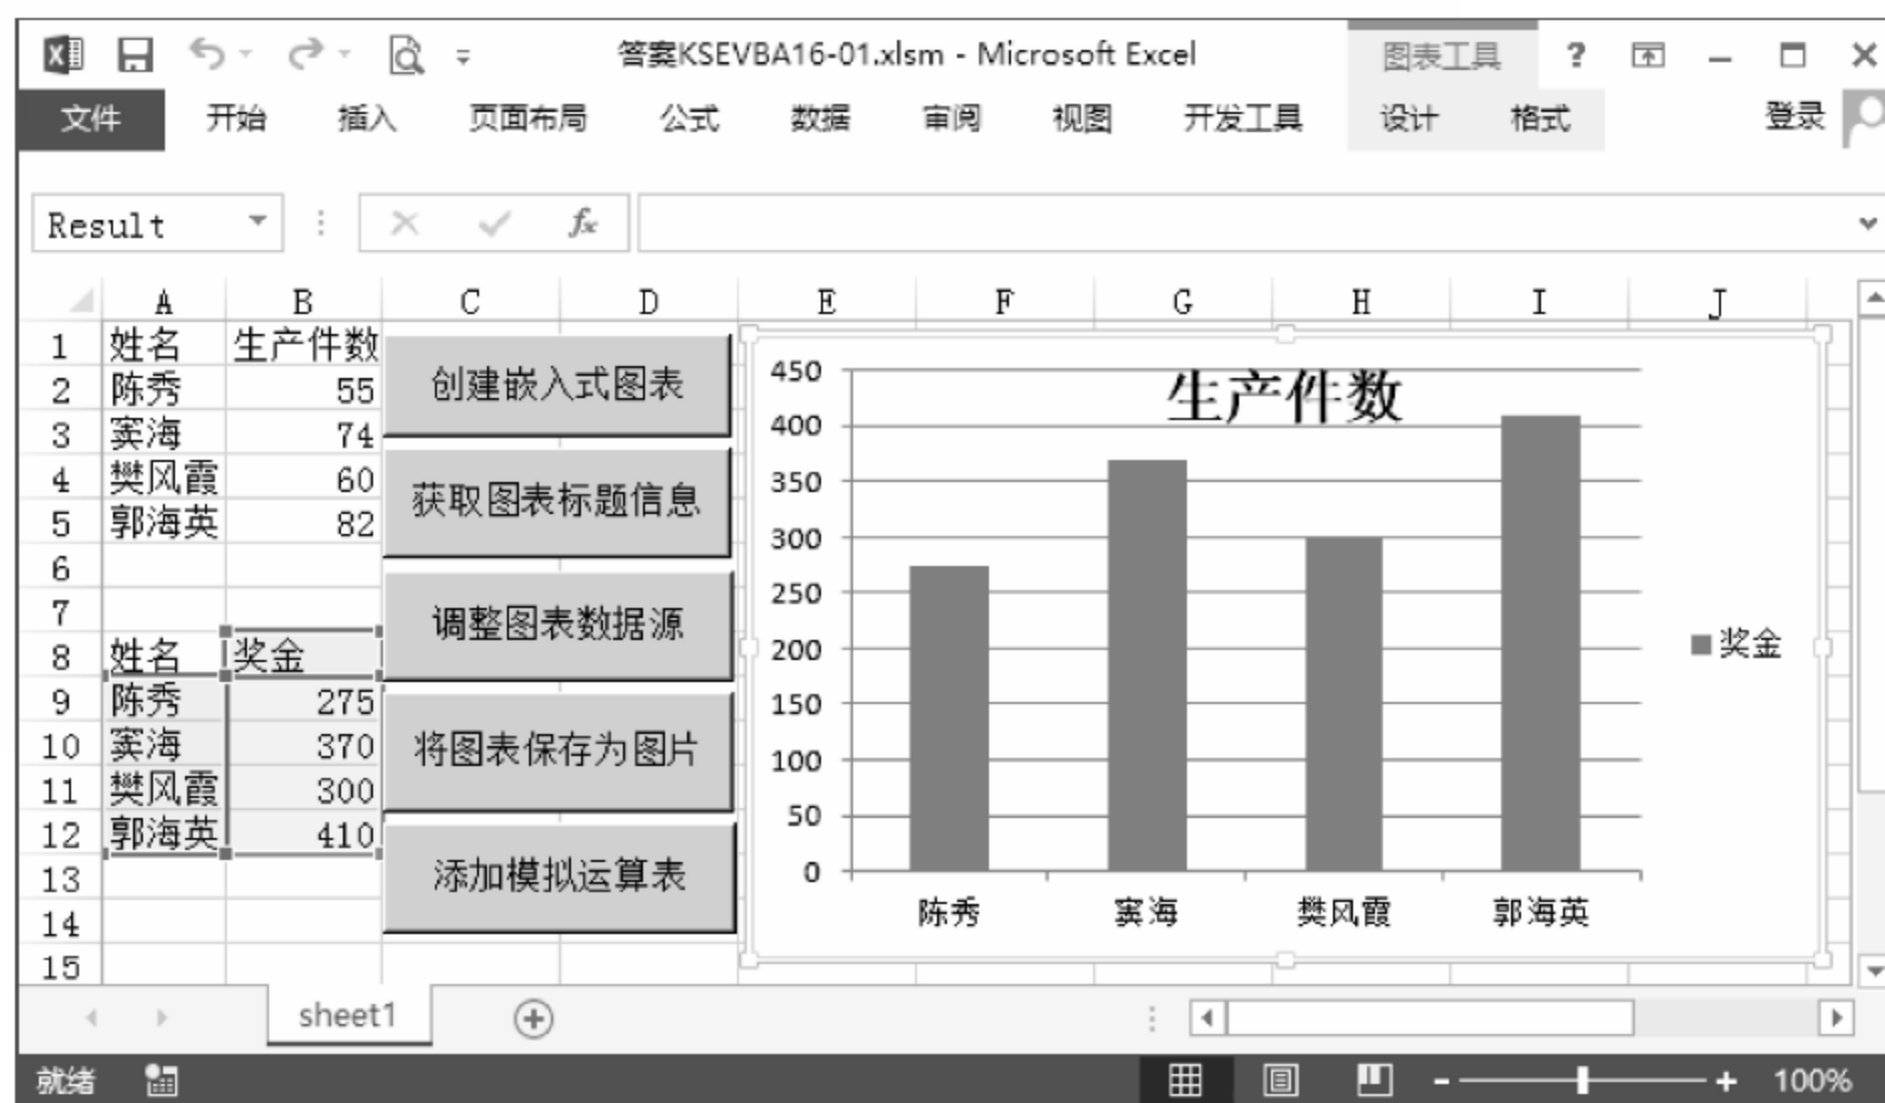 答案KSEVBA16-01.xlsm - Microsoft Excel 图表工具 ?
文件 开始 插入 页面布局 公式 数据 审阅 视图 开发工具 设计 格式 登录
Result fx
A B C D E F G H I J
1 姓名 生产件数
2 陈秀 55
3 窦海 74
4 樊风霞 60
5 郭海英 82
6
7
8 姓名 奖金
9 陈秀 275
10 窦海 370
11 樊风霞 300
12 郭海英 410
13
14
15
创建嵌入式图表
获取图表标题信息
调整图表数据源
将图表保存为图片
添加模拟运算表
生产件数
450
400
350
300
250
200
150
100
50
0
陈秀 窦海 樊风霞 郭海英
奖金
sheet1
就绪 100%